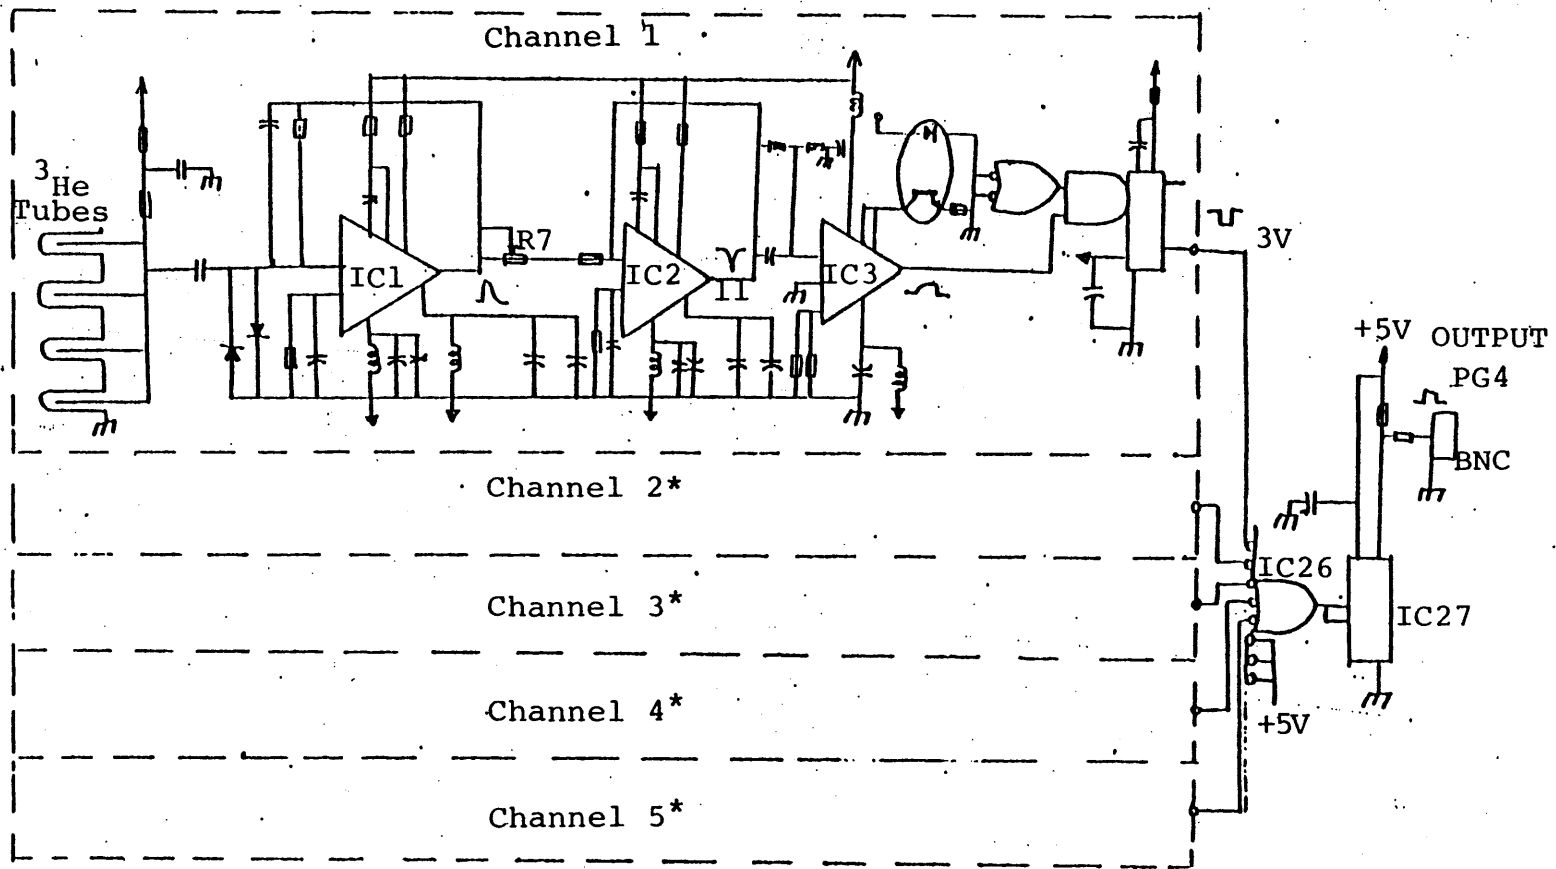 Channel 1
3He
Tubes
R7
IC1
IC2
IC3
3V
+5V
OUTPUT
PG4
BNC
Channel 2*
IC26
Channel 3*
IC27
Channel 4*
+5V
Channel 5*